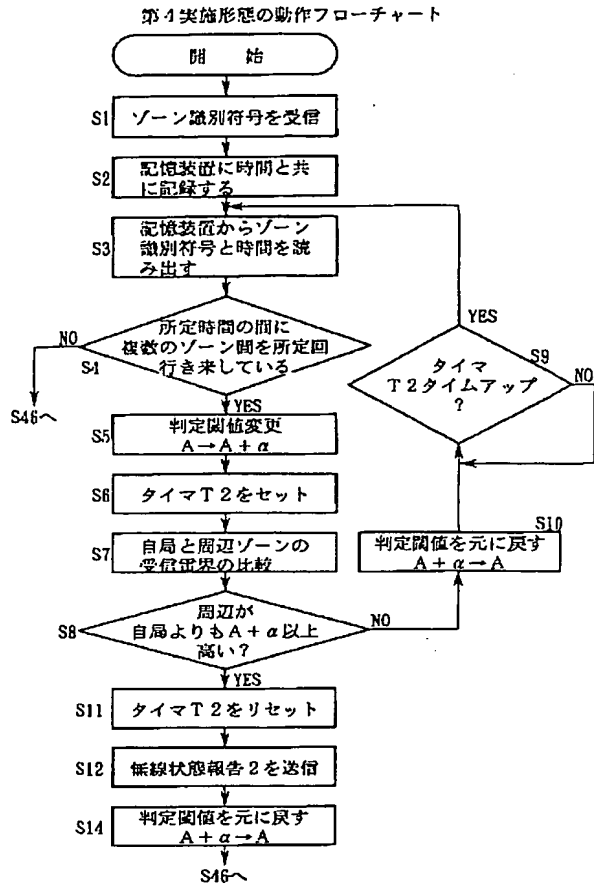 第4実施形態の動作フローチャート
開 始
S1
ゾーン識別符号を受信
S2
記憶装置に時間と共
に記録する
S3
記憶装置からゾーン
識別符号と時間を読
み出す
所定時間の間に
複数のゾーン間を所定回
行き来している
S4
NO
S46へ
YES
S5
判定閾値変更
A→A+α
S6
タイマT2をセット
S7
自局と周辺ゾーンの
受信電界の比較
S8
周辺が
自局よりもA+α以上
高い?
NO
YES
S9
タイマ
T2タイムアップ
?
YES
NO
S10
判定閾値を元に戻す
A+α→A
S11
タイマT2をリセット
S12
無線状態報告2を送信
S14
判定閾値を元に戻す
A+α→A
S46へ